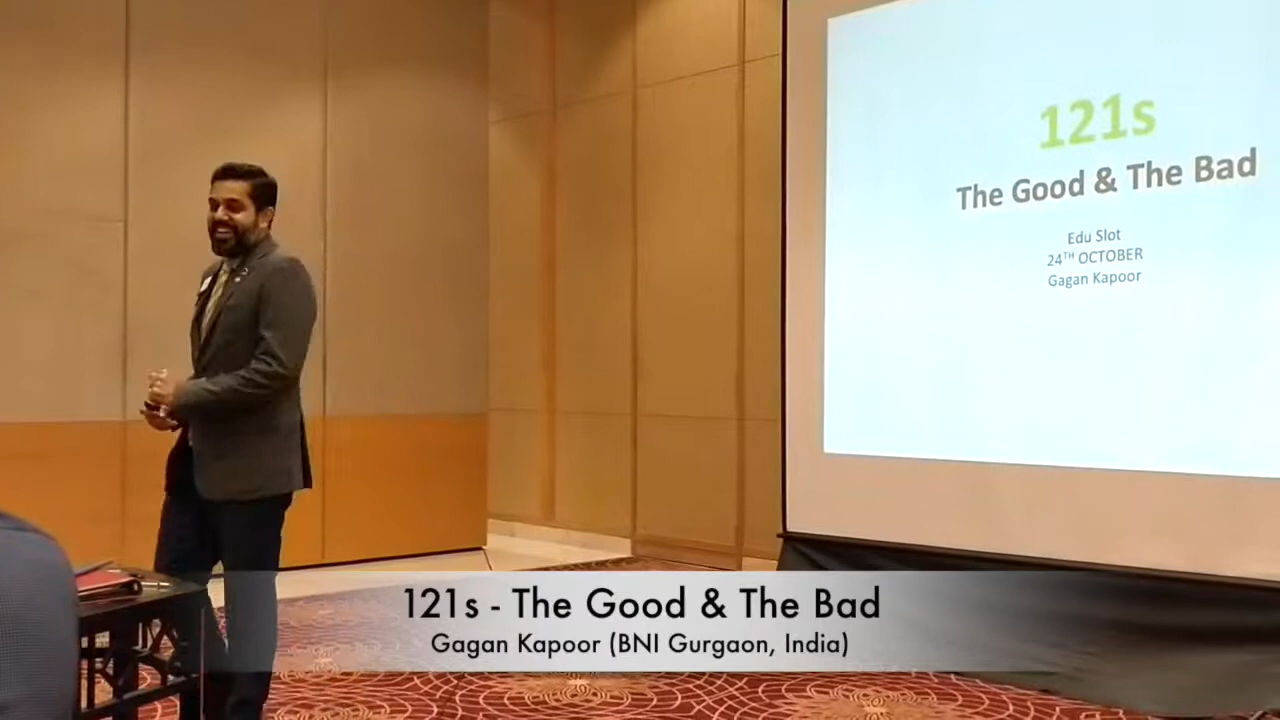 121s
The Good & The Bad
Edu Slot
24TH OCTOBER
Gagan Kapoor
121s - The Good & The Bad
Gagan Kapoor (BNI Gurgaon, India)